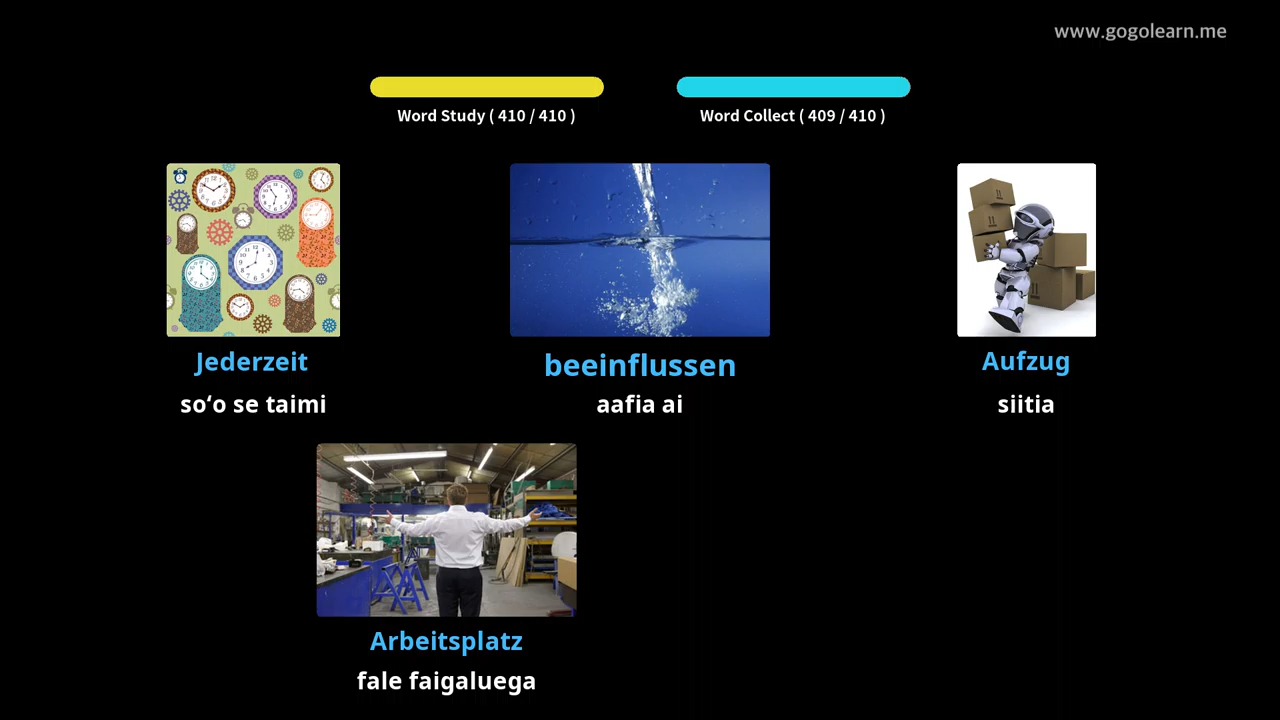 www.gogolearn.me
Word Study ( 410 / 410 )
Word Collect ( 409 / 410 )
Jederzeit
soʻo se taimi
beeinflussen
aafia ai
Aufzug
siitia
Arbeitsplatz
fale faigaluega